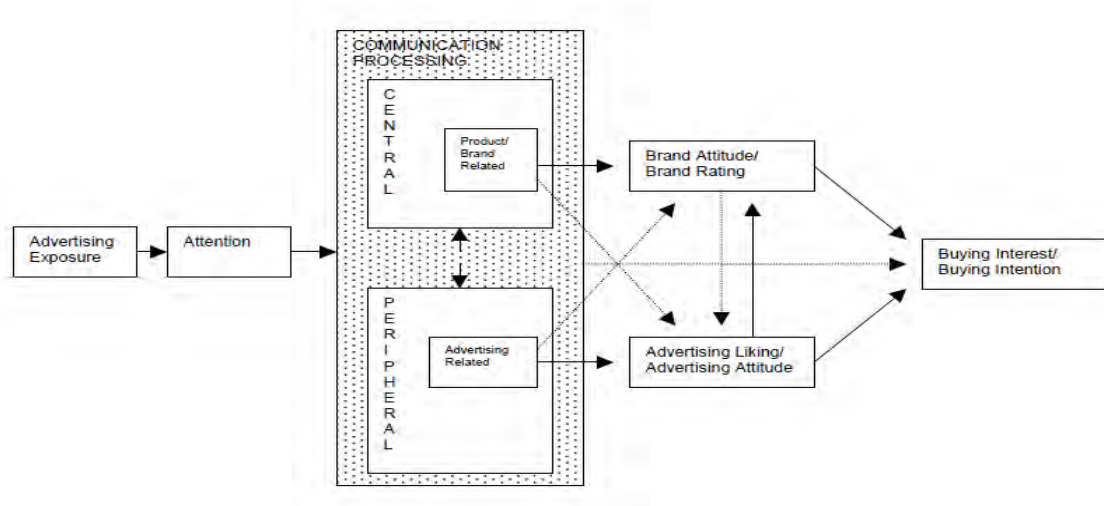 COMMUNICATION
PROCESSING
C
E
N
T
R
A
L
Product/
Brand
Related
Brand Attitude/
Brand Rating
Advertising
Exposure
Attention
Buying Interest/
Buying Intention
P
E
R
I
P
H
E
R
A
L
Advertising
Related
Advertising Liking/
Advertising Attitude